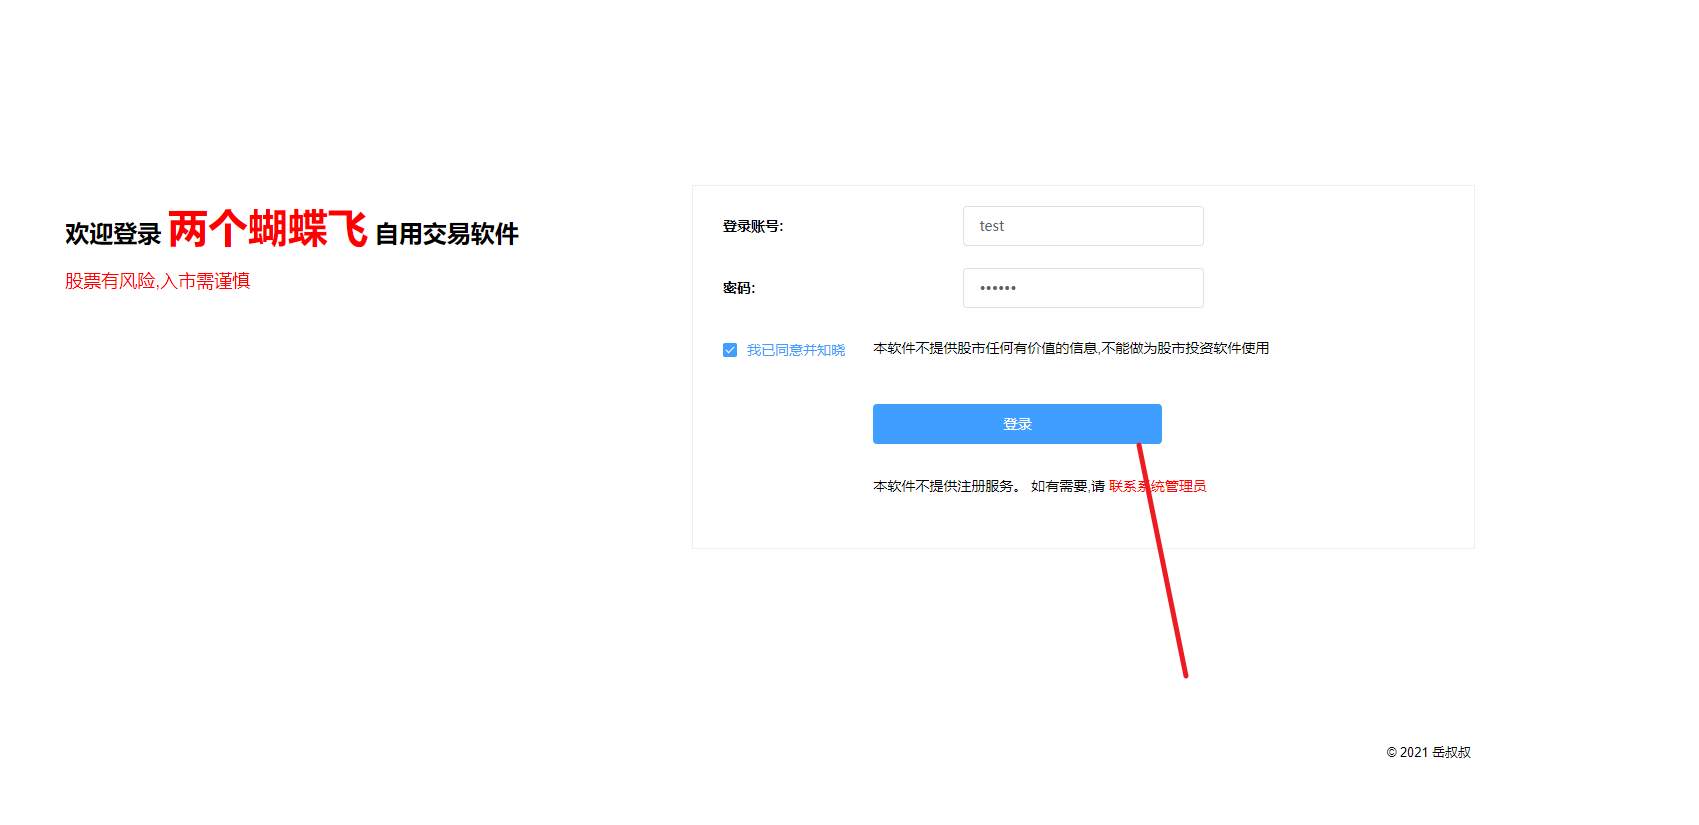 欢迎登录 两个蝴蝶飞 自用交易软件
股票有风险,入市需谨慎
登录账号:
test
密码:
••••••
我已同意并知晓
本软件不提供股市任何有价值的信息,不能做为股市投资软件使用
登录
本软件不提供注册服务。 如有需要,请 联系系统管理员
© 2021 岳叔叔